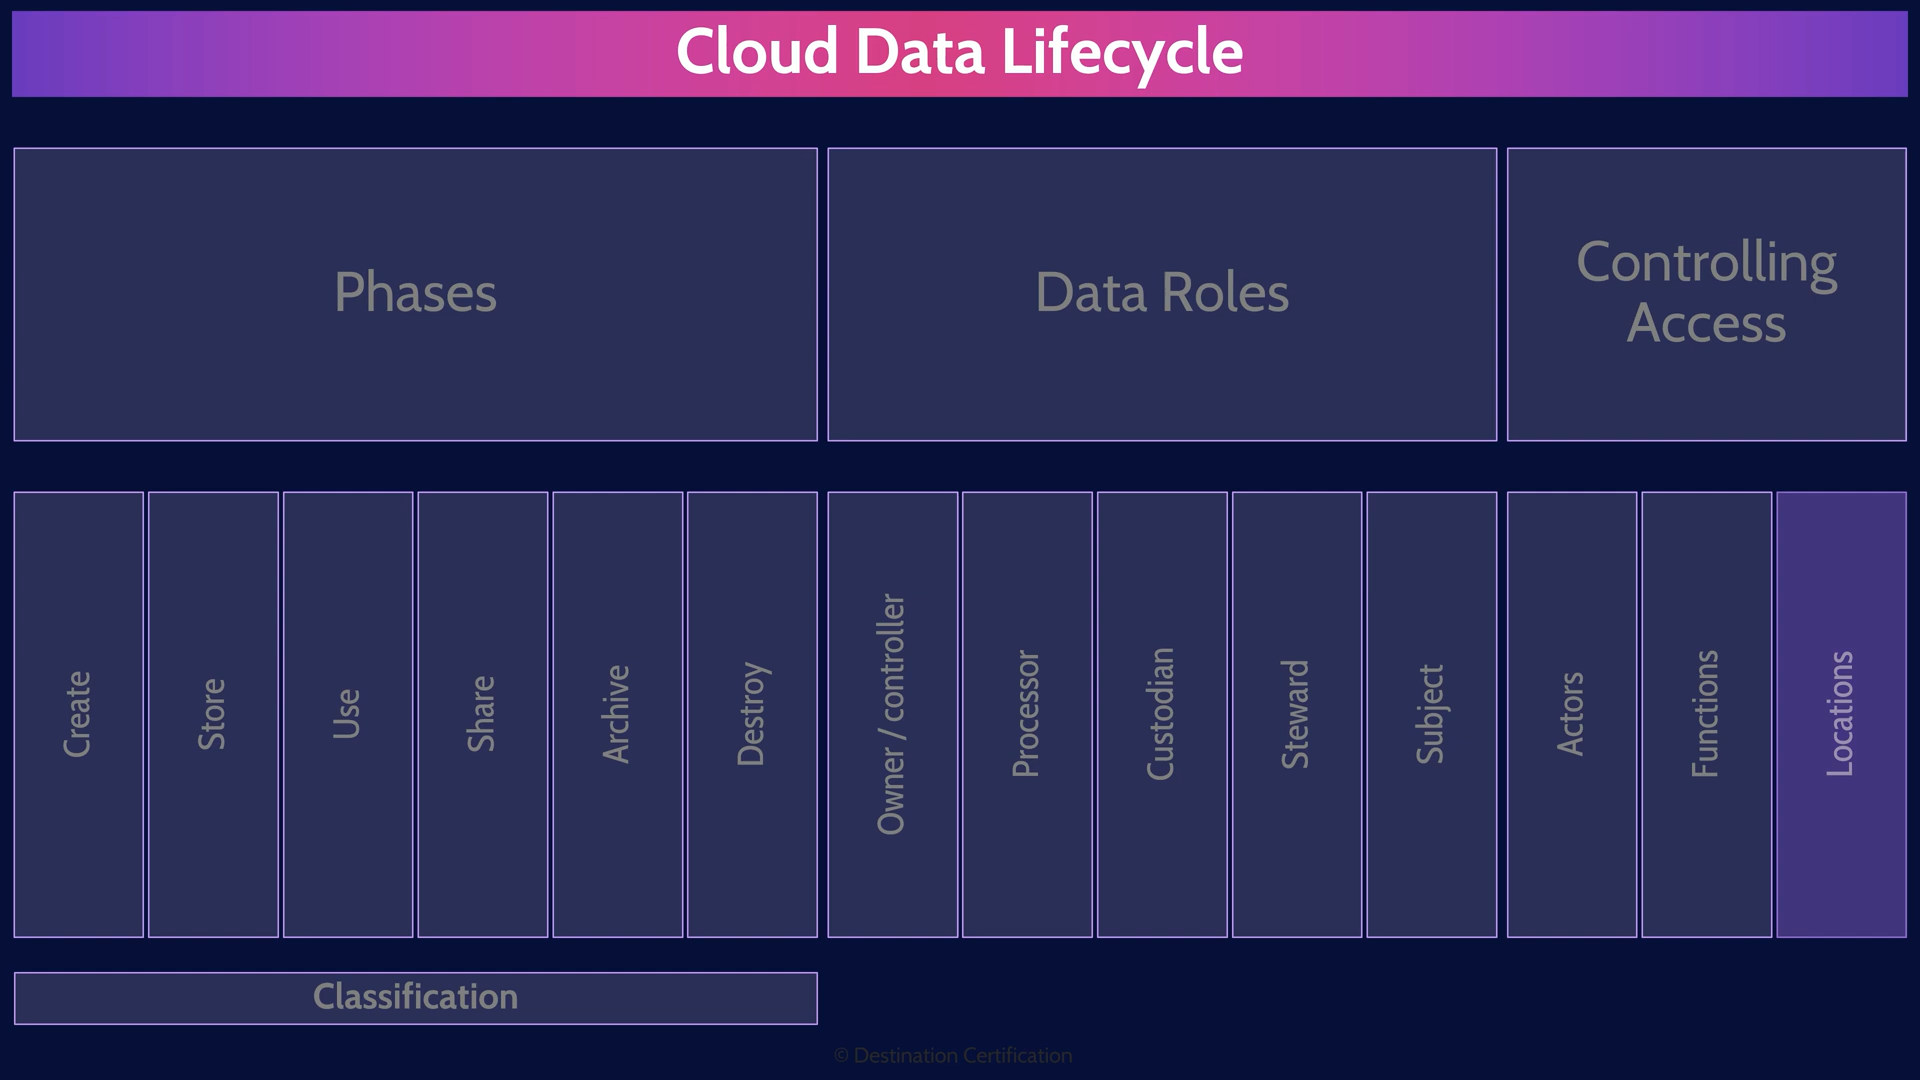 Cloud Data Lifecycle
Phases
Data Roles
Controlling
Access
Create
Store
Use
Share
Archive
Destroy
Owner / controller
Processor
Custodian
Steward
Subject
Actors
Functions
Locations
Classification
© Destination Certification